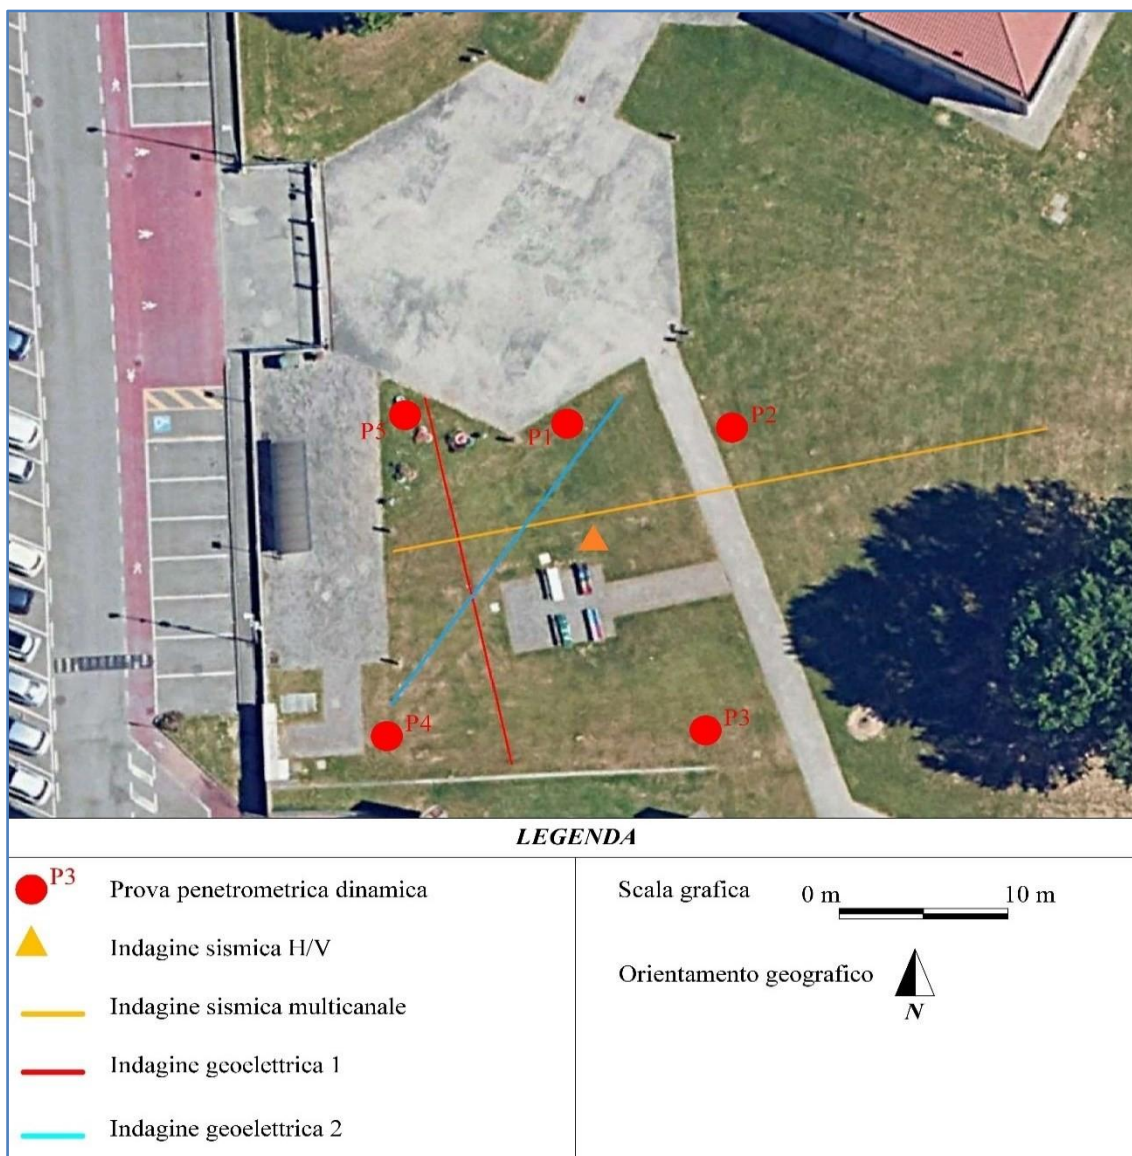 P5
P1
P2
P4
P3
LEGENDA
P3
Prova penetrometrica dinamica
Indagine sismica H/V
Indagine sismica multicanale
Indagine geoelettrica 1
Indagine geoelettrica 2
Scala grafica
0 m
10 m
Orientamento geografico
N